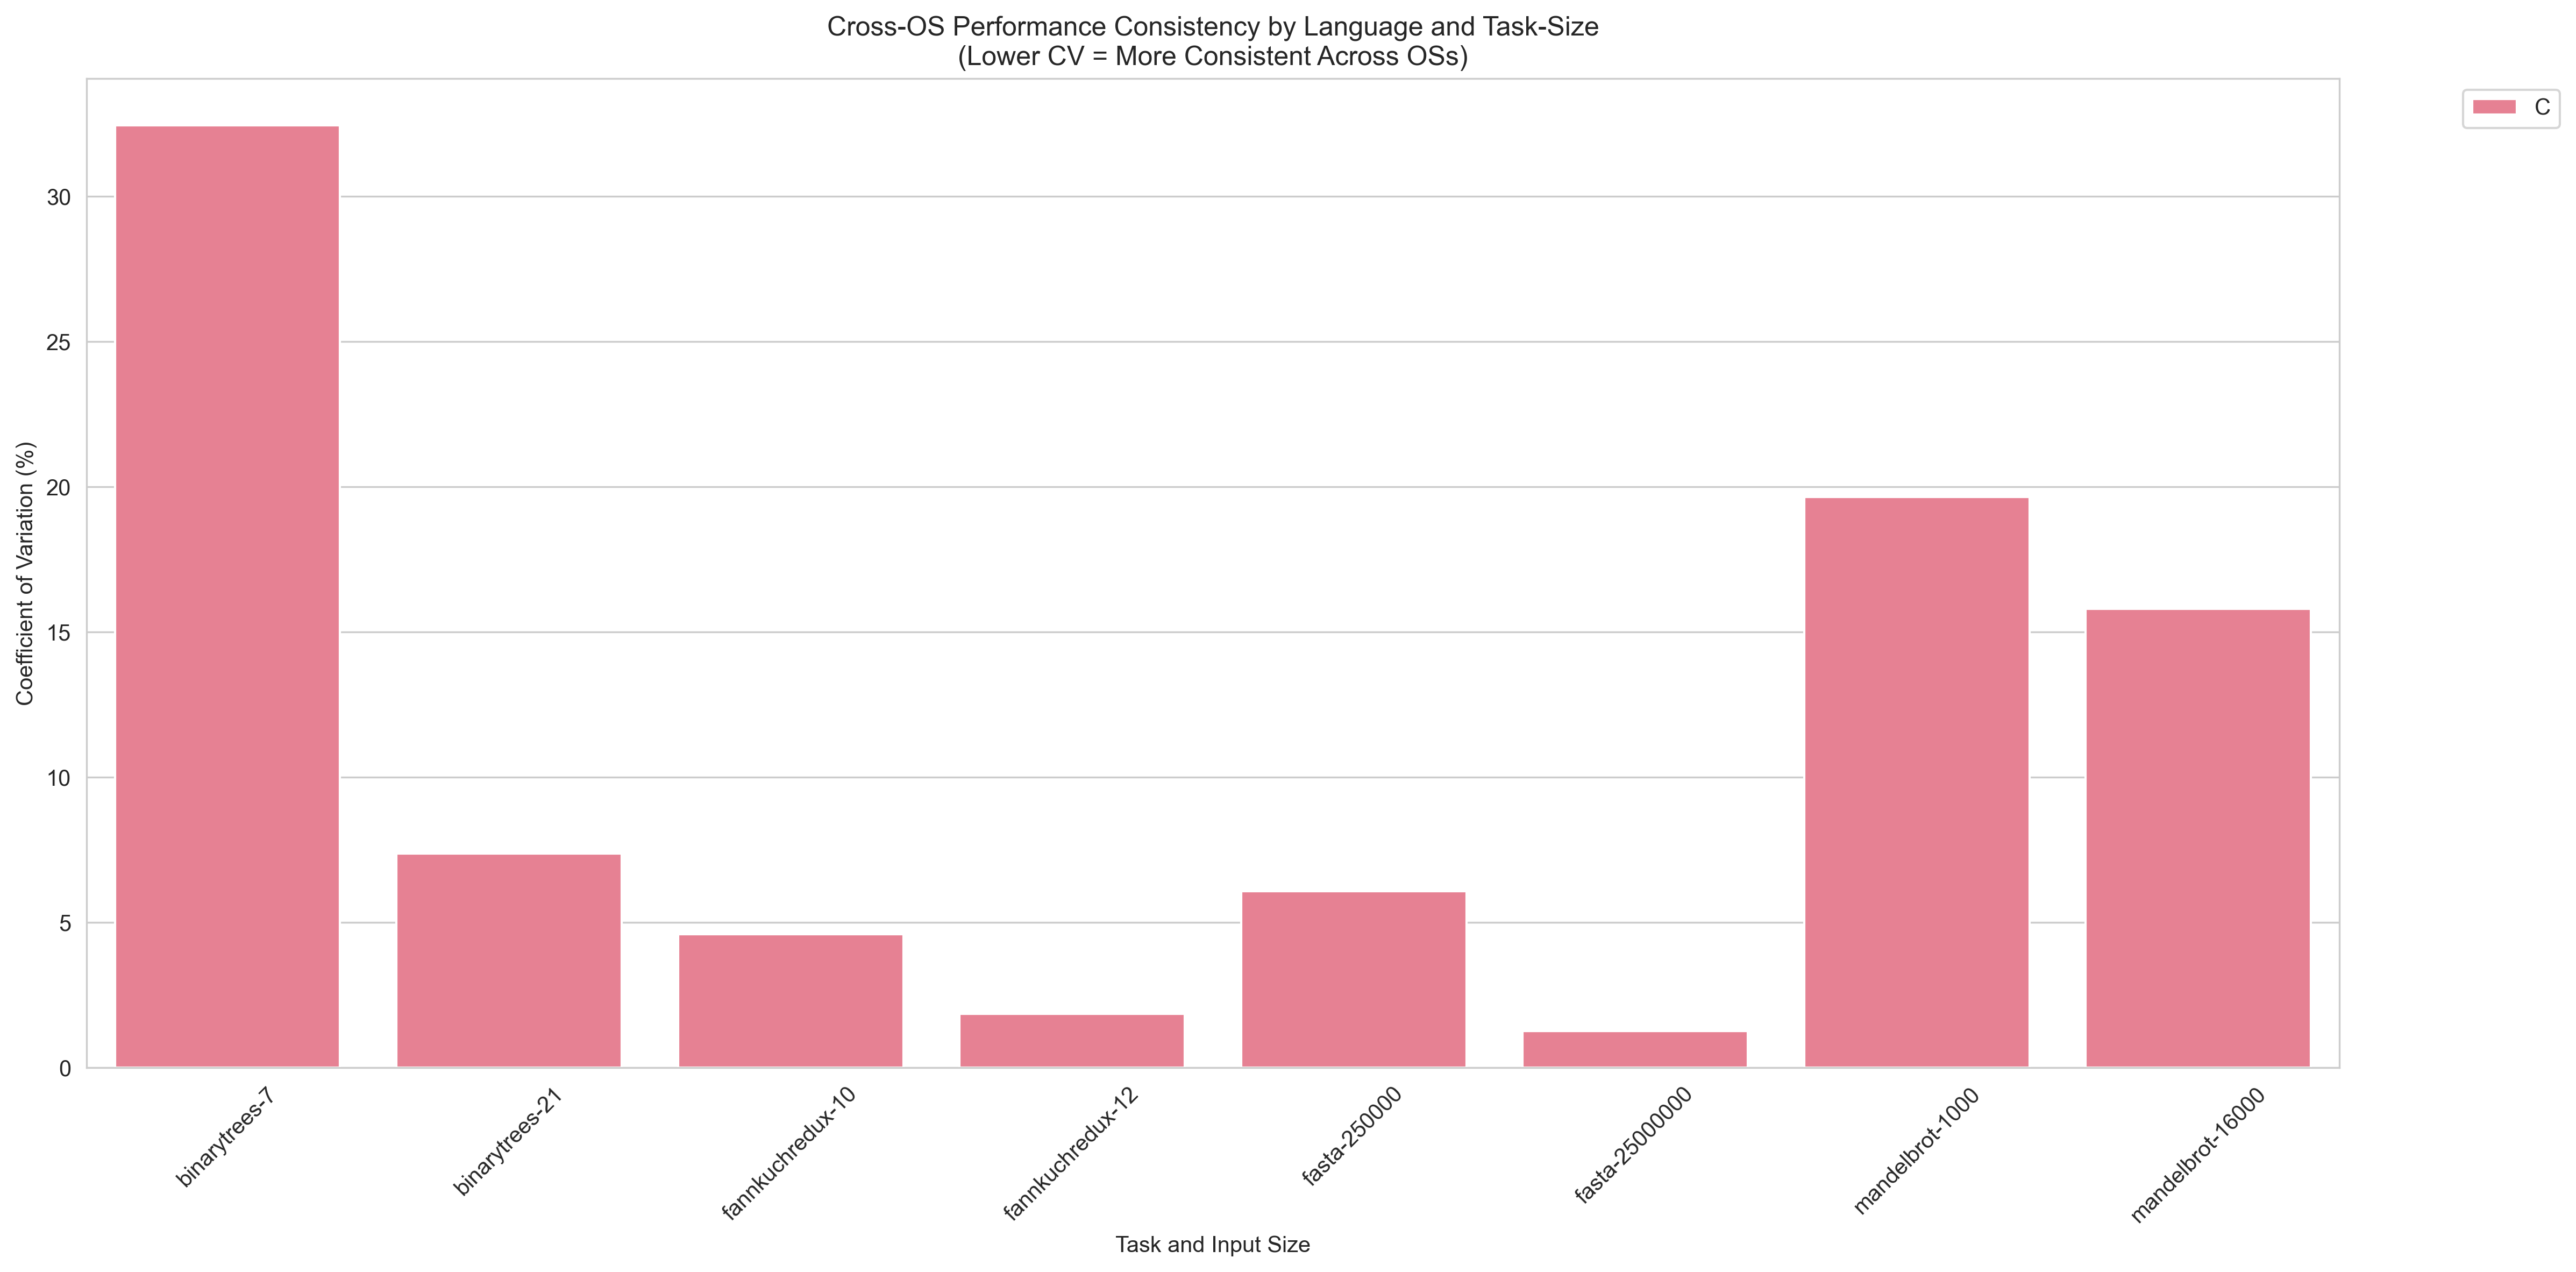 Cross-OS Performance Consistency by Language and Task-Size
(Lower CV = More Consistent Across OSs)
C
Coefficient of Variation (%)
30
25
20
15
10
5
0
binarytrees-7
binarytrees-21
fannkuchredux-10
fannkuchredux-12
fasta-250000
fasta-25000000
mandelbrot-1000
mandelbrot-16000
Task and Input Size